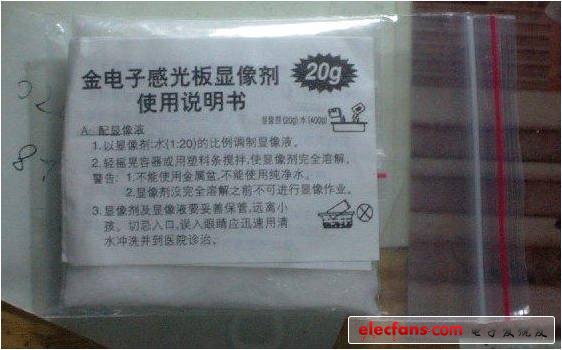 金电子感光板显像剂
20g
使用说明书
显像剂(20g)水(400g)
A: 配显像液
1.以显像剂:水(1:20)的比例调制显像液。
2.轻摇晃容器或用塑料条搅拌,使显像剂完全溶解。
警告: 1.不能使用金属盆,不能使用纯净水。
2.显像剂没完全溶解之前不可进行显像作业。
3.显像剂及显像液要妥善保管,远离小
孩。切忌入口,误入眼睛应迅速用清
水冲洗并到医院诊治。
elecfans.com 电子发烧友